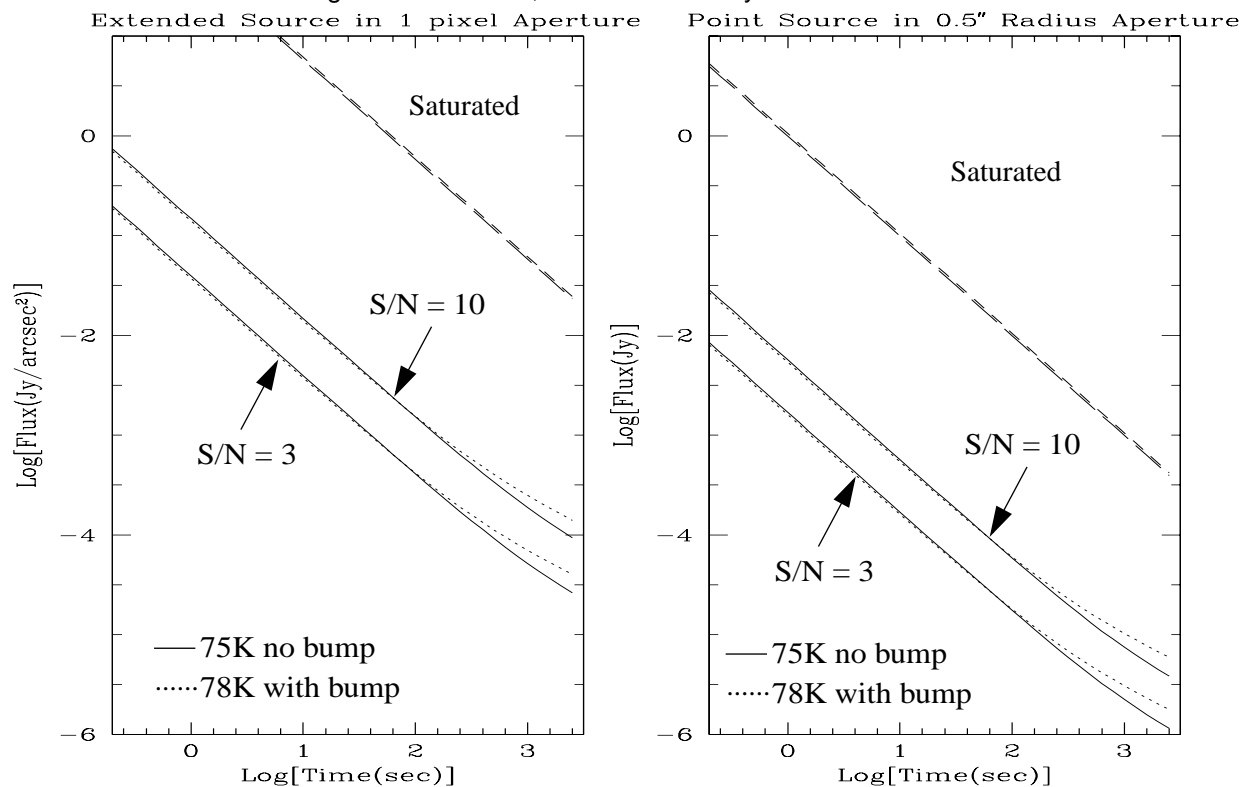 Extended Source in 1 pixel Aperture
Saturated
S/N = 10
S/N = 3
75K no bump
78K with bump
0
−2
−4
−6
0
1
2
3
Log[Flux(Jy/arcsec²)]
Log[Time(sec)]
Point Source in 0.5″ Radius Aperture
Saturated
S/N = 10
S/N = 3
75K no bump
78K with bump
0
−2
−4
−6
0
1
2
3
Log[Flux(Jy)]
Log[Time(sec)]